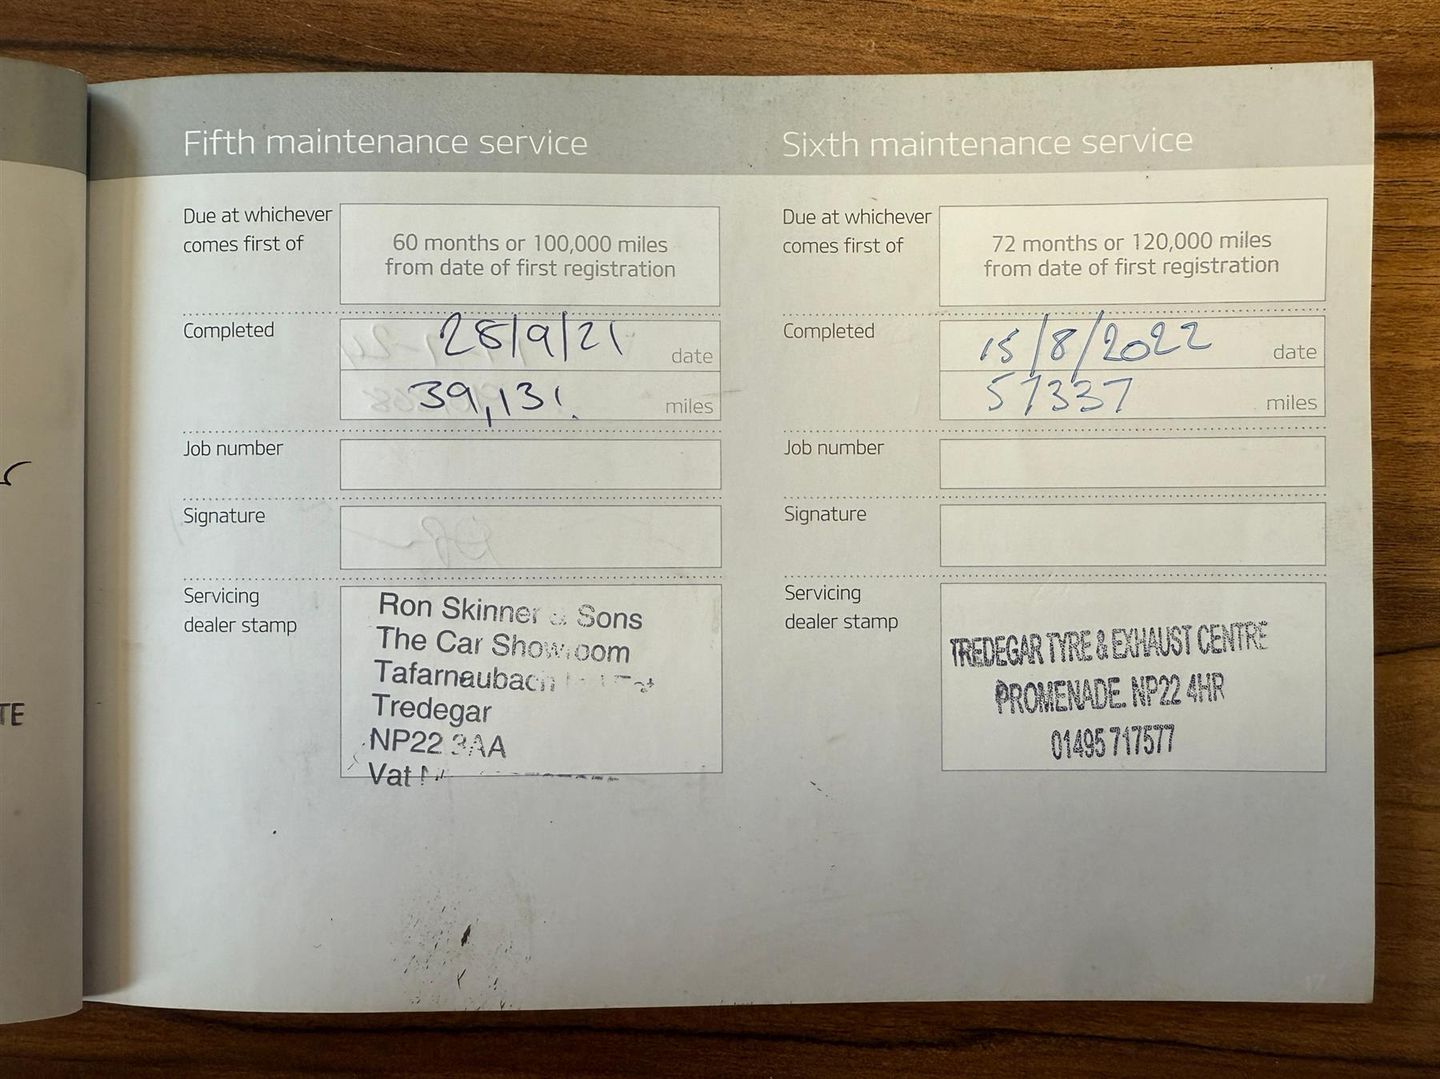 Fifth maintenance service
Due at whichever
comes first of
60 months or 100,000 miles
from date of first registration
Completed
28/9/21
date
39,131.
miles
Job number
Signature
Servicing
dealer stamp
Ron Skinner & Sons
The Car Showroom
Tafarnaubach
Tredegar
NP22 3AA
Vat
Sixth maintenance service
Due at whichever
comes first of
72 months or 120,000 miles
from date of first registration
Completed
15/8/2022
date
57337
miles
Job number
Signature
Servicing
dealer stamp
TREDEGAR TYRE & EXHAUST CENTRE
PROMENADE. NP22 4HR
01495 717577
TE